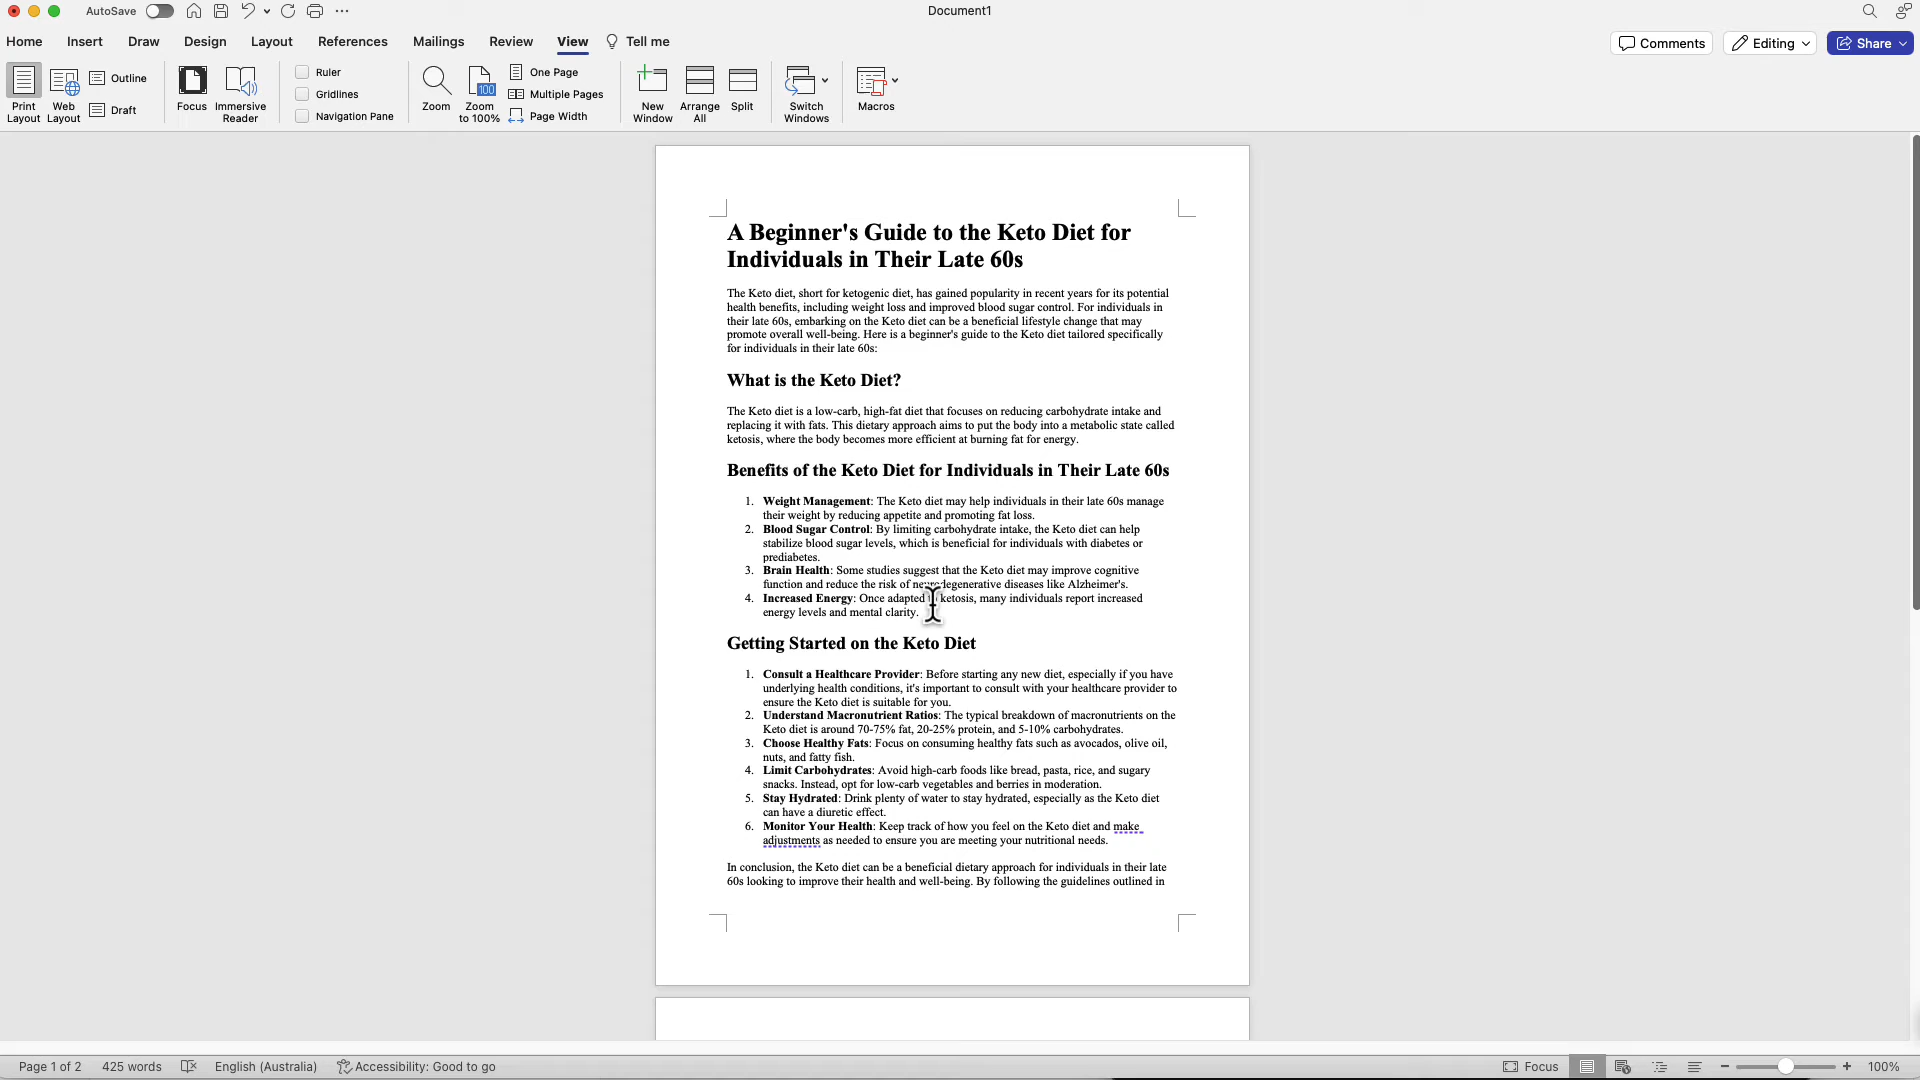 AutoSave
Document1
Home Insert Draw Design Layout References Mailings Review View Tell me
Comments Editing Share
Print Layout
Web Layout
Outline
Draft
Focus
Immersive Reader
Ruler
Gridlines
Navigation Pane
Zoom
100
Zoom to 100%
One Page
Multiple Pages
Page Width
New Window
Arrange All
Split
Switch Windows
Macros
A Beginner's Guide to the Keto Diet for
Individuals in Their Late 60s
The Keto diet, short for ketogenic diet, has gained popularity in recent years for its potential
health benefits, including weight loss and improved blood sugar control. For individuals in
their late 60s, embarking on the Keto diet can be a beneficial lifestyle change that may
promote overall well-being. Here is a beginner's guide to the Keto diet tailored specifically
for individuals in their late 60s:
What is the Keto Diet?
The Keto diet is a low-carb, high-fat diet that focuses on reducing carbohydrate intake and
replacing it with fats. This dietary approach aims to put the body into a metabolic state called
ketosis, where the body becomes more efficient at burning fat for energy.
Benefits of the Keto Diet for Individuals in Their Late 60s
1. Weight Management: The Keto diet may help individuals in their late 60s manage
their weight by reducing appetite and promoting fat loss.
2. Blood Sugar Control: By limiting carbohydrate intake, the Keto diet can help
stabilize blood sugar levels, which is beneficial for individuals with diabetes or
prediabetes.
3. Brain Health: Some studies suggest that the Keto diet may improve cognitive
function and reduce the risk of neurodegenerative diseases like Alzheimer's.
4. Increased Energy: Once adapted to ketosis, many individuals report increased
energy levels and mental clarity.
Getting Started on the Keto Diet
1. Consult a Healthcare Provider: Before starting any new diet, especially if you have
underlying health conditions, it's important to consult with your healthcare provider to
ensure the Keto diet is suitable for you.
2. Understand Macronutrient Ratios: The typical breakdown of macronutrients on the
Keto diet is around 70-75% fat, 20-25% protein, and 5-10% carbohydrates.
3. Choose Healthy Fats: Focus on consuming healthy fats such as avocados, olive oil,
nuts, and fatty fish.
4. Limit Carbohydrates: Avoid high-carb foods like bread, pasta, rice, and sugary
snacks. Instead, opt for low-carb vegetables and berries in moderation.
5. Stay Hydrated: Drink plenty of water to stay hydrated, especially as the Keto diet
can have a diuretic effect.
6. Monitor Your Health: Keep track of how you feel on the Keto diet and make
adjustments as needed to ensure you are meeting your nutritional needs.
In conclusion, the Keto diet can be a beneficial dietary approach for individuals in their late
60s looking to improve their health and well-being. By following the guidelines outlined in
Page 1 of 2 425 words English (Australia) Accessibility: Good to go Focus 100%